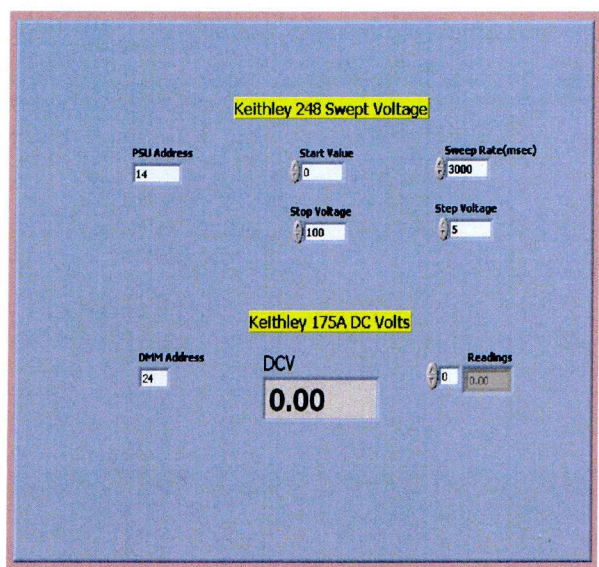 Keithley 248 Swept Voltage
PSU Address
Start Value
Sweep Rate(msec)
14
0
3000
Stop Voltage
Step Voltage
100
5
Keithley 175A DC Volts
DMM Address
DCV
Readings
24
0.00
0
0.00